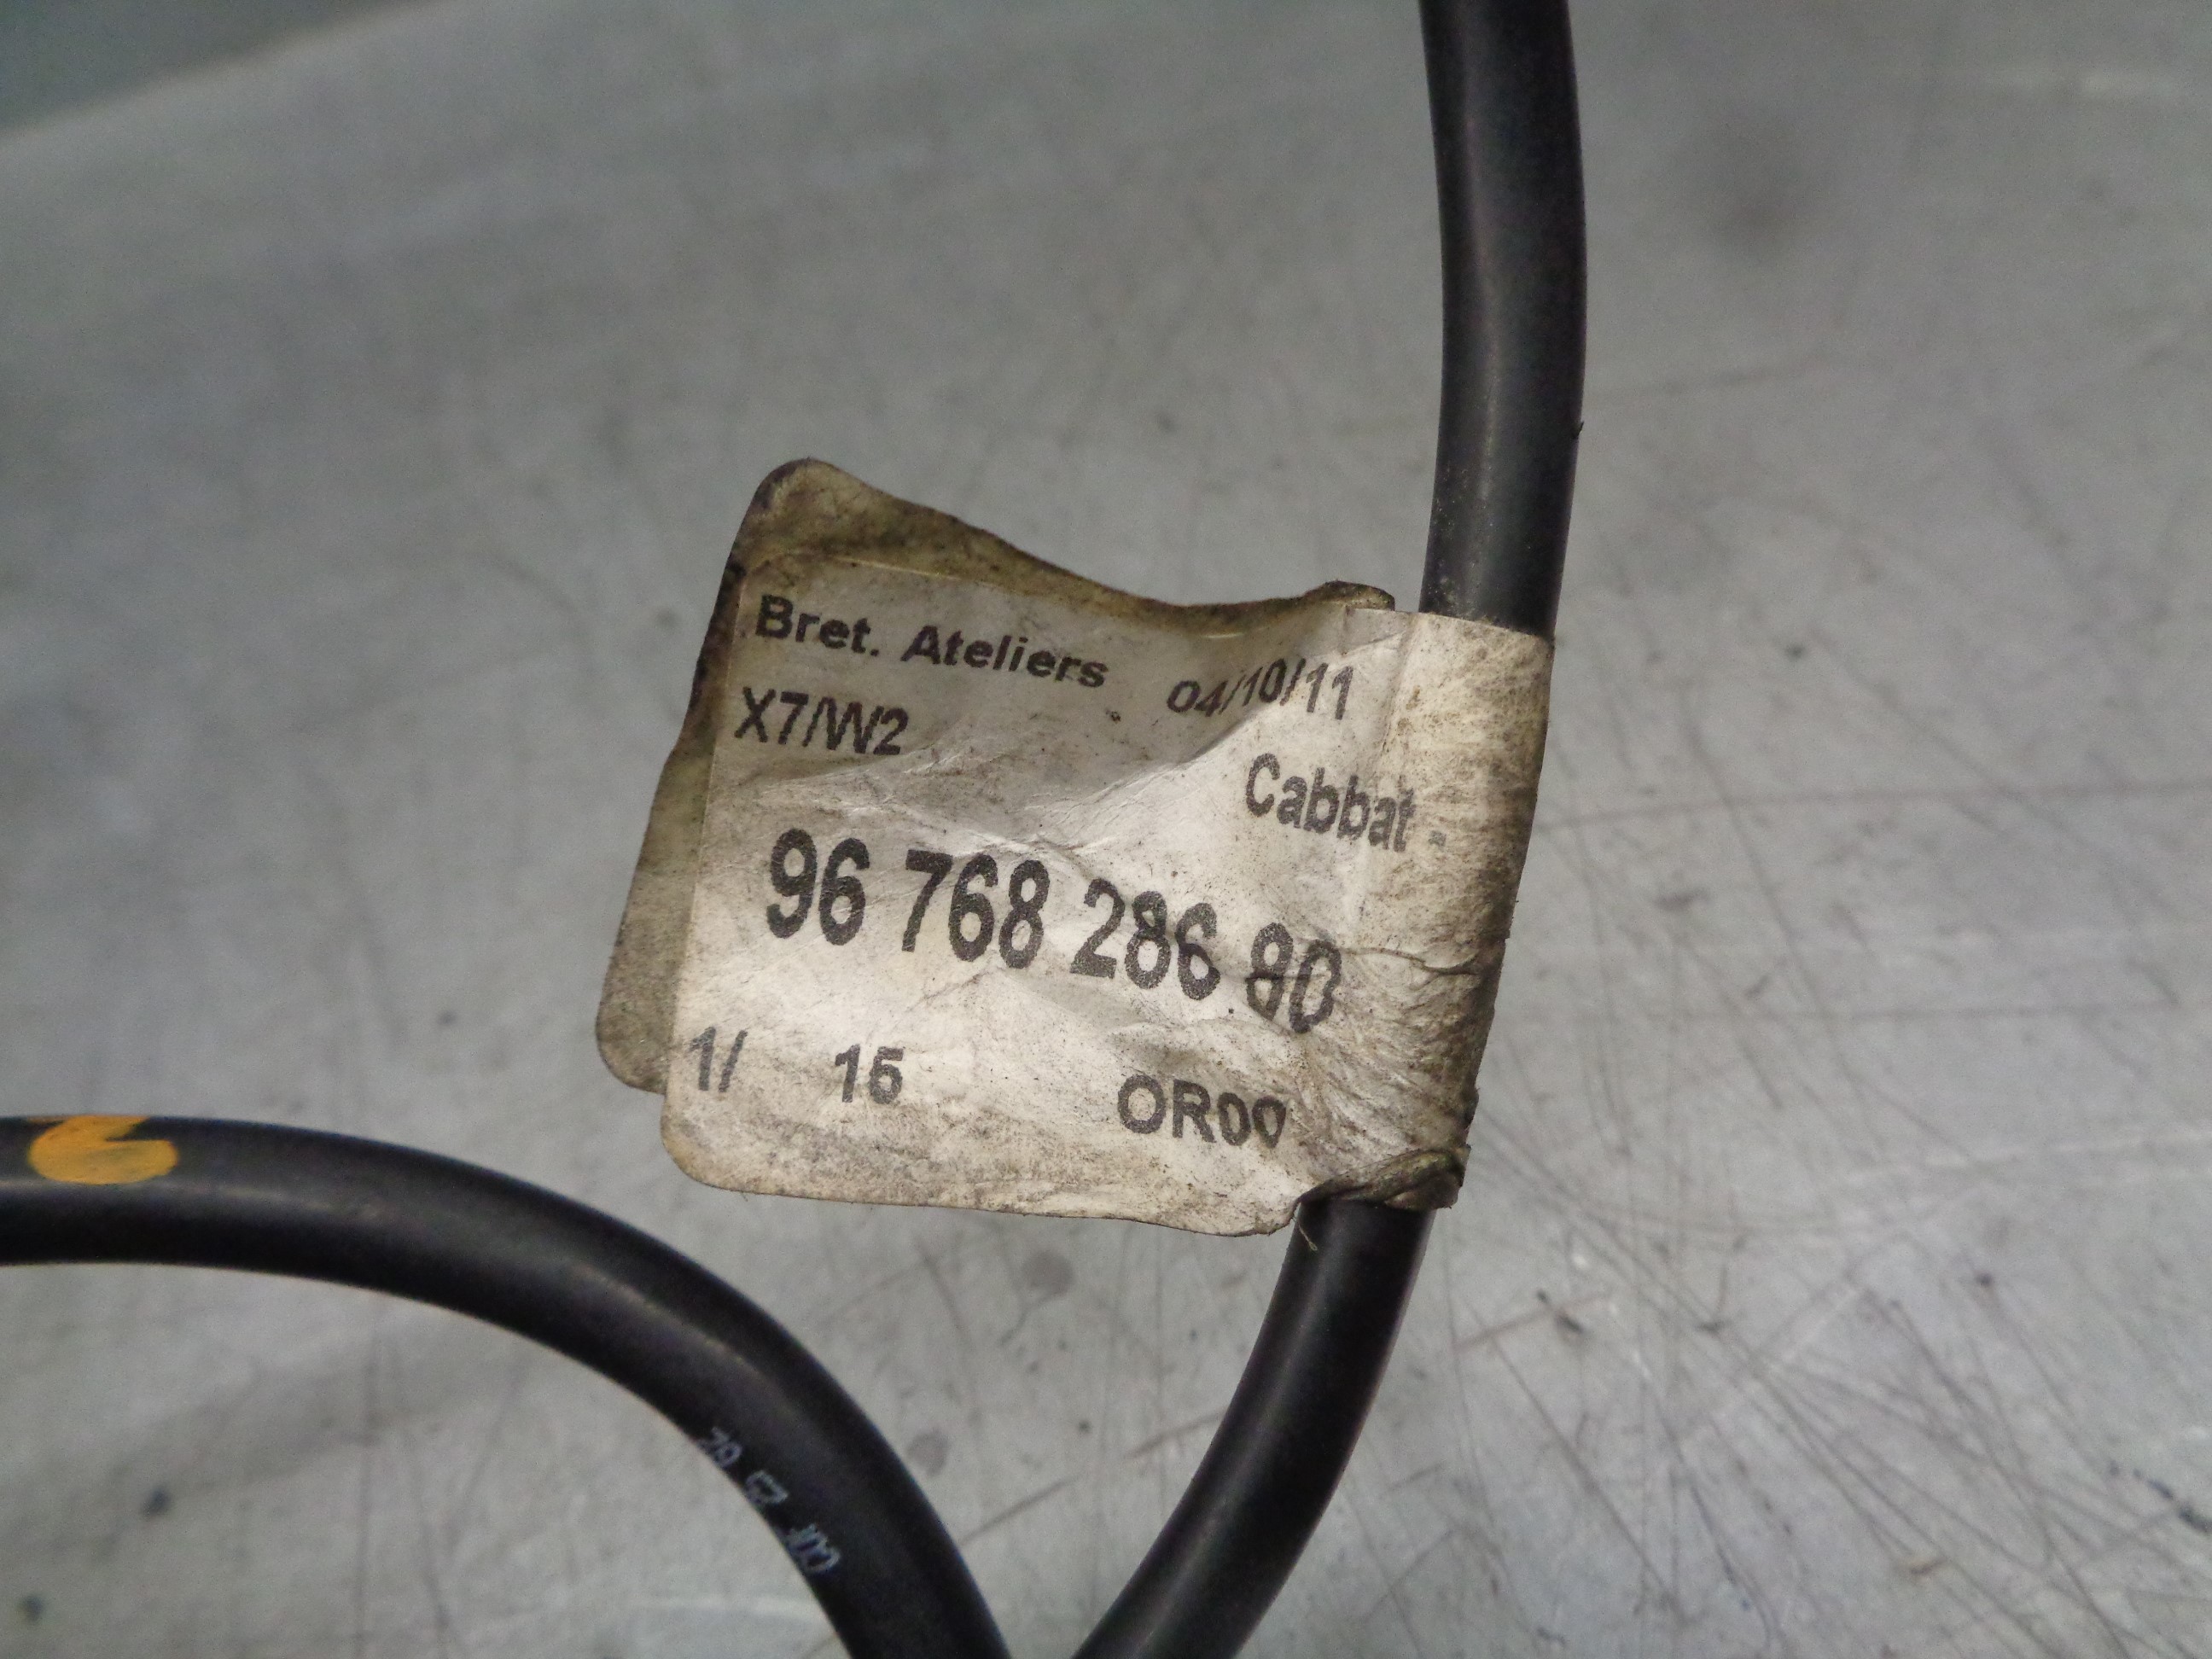 Bret. Ateliers 04/10/11
X7/W2
Cabbat -
96 768 286 80
1/ 15 OR00